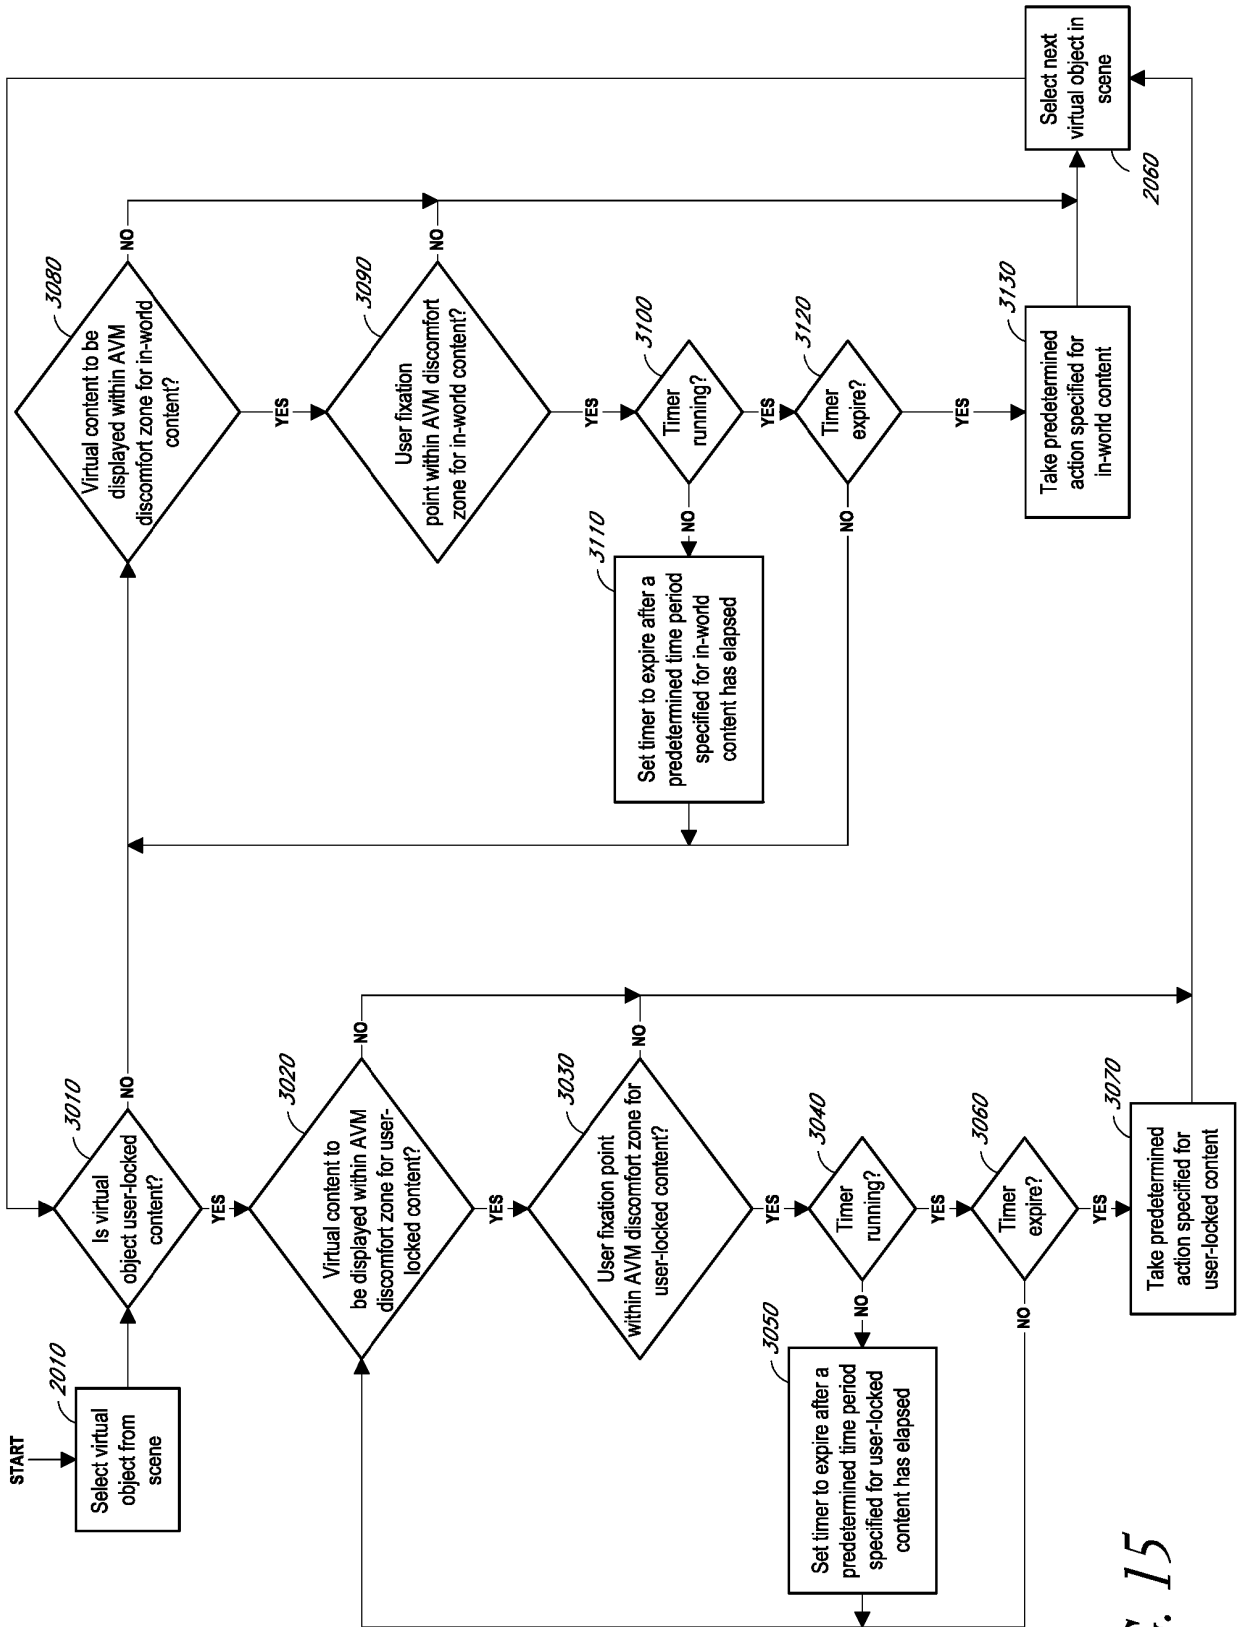 START
2010
Select virtual
object from
scene
3010
Is virtual
object user-locked
content?
NO
YES
3020
Virtual content to
be displayed within AVM
discomfort zone for user-
locked content?
NO
YES
3030
User fixation point
within AVM discomfort zone for
user-locked content?
NO
YES
3040
Timer
running?
NO
YES
3050
Set timer to expire after a
predetermined time period
specified for user-locked
content has elapsed
3060
Timer
expire?
NO
YES
3070
Take predetermined
action specified for
user-locked content
3080
Virtual content to be
displayed within AVM
discomfort zone for in-world
content?
NO
YES
3090
User fixation
point within AVM discomfort
zone for in-world content?
NO
YES
3100
Timer
running?
NO
YES
3110
Set timer to expire after a
predetermined time period
specified for in-world
content has elapsed
3120
Timer
expire?
NO
YES
3130
Take predetermined
action specified for
in-world content
Select next
virtual object in
scene
2060
15